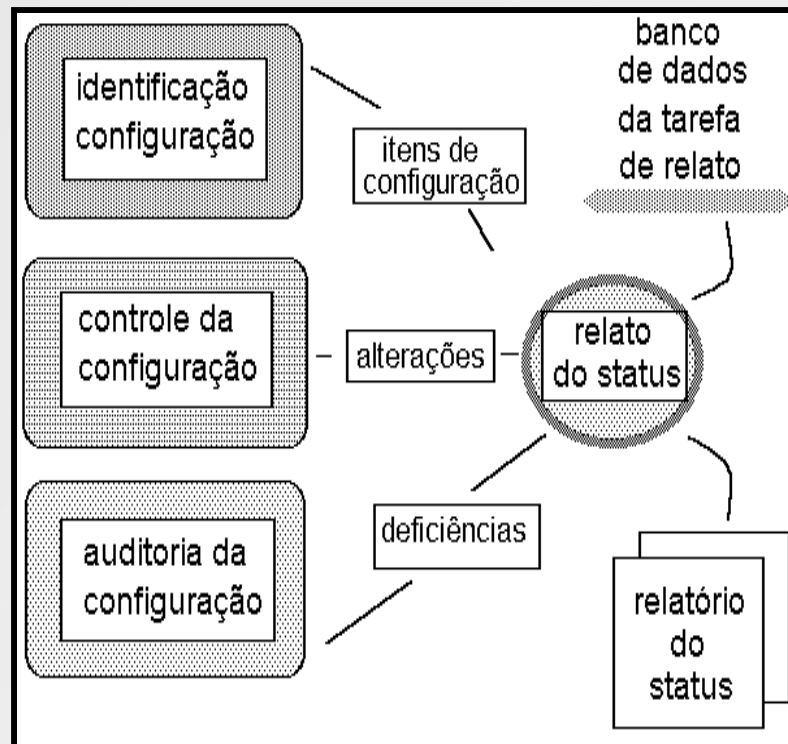 identificação
configuração
itens de
configuração
banco
de dados
da tarefa
de relato
controle da
configuração
alterações
relato
do status
auditoria da
configuração
deficiências
relatório
do
status